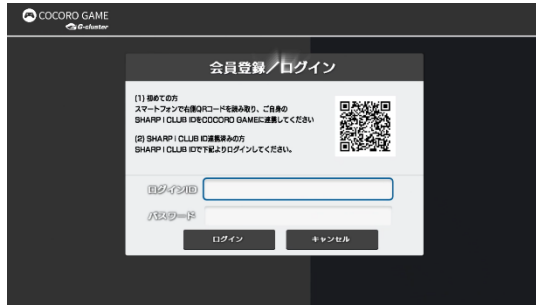 COCORO GAME
G-cluster
会員登録／ログイン
(1) 初めての方
スマートフォンで右側QRコードを読み取り、ご自身の
SHARP i CLUB IDをCOCORO GAMEに連携してください
(2) SHARP i CLUB ID連携済みの方
SHARP i CLUB IDで下記よりログインしてください。
ログインID
パスワード
ログイン
キャンセル